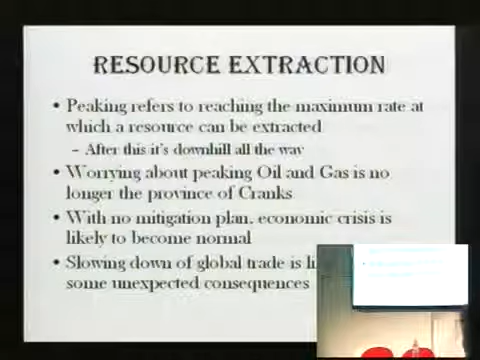 RESOURCE EXTRACTION
• Peaking refers to reaching the maximum rate at
which a resource can be extracted
– After this it's downhill all the way
• Worrying about peaking Oil and Gas is no
longer the province of Cranks
• With no mitigation plan, economic crisis is
likely to become normal
• Slowing down of global trade is
some unexpected consequences